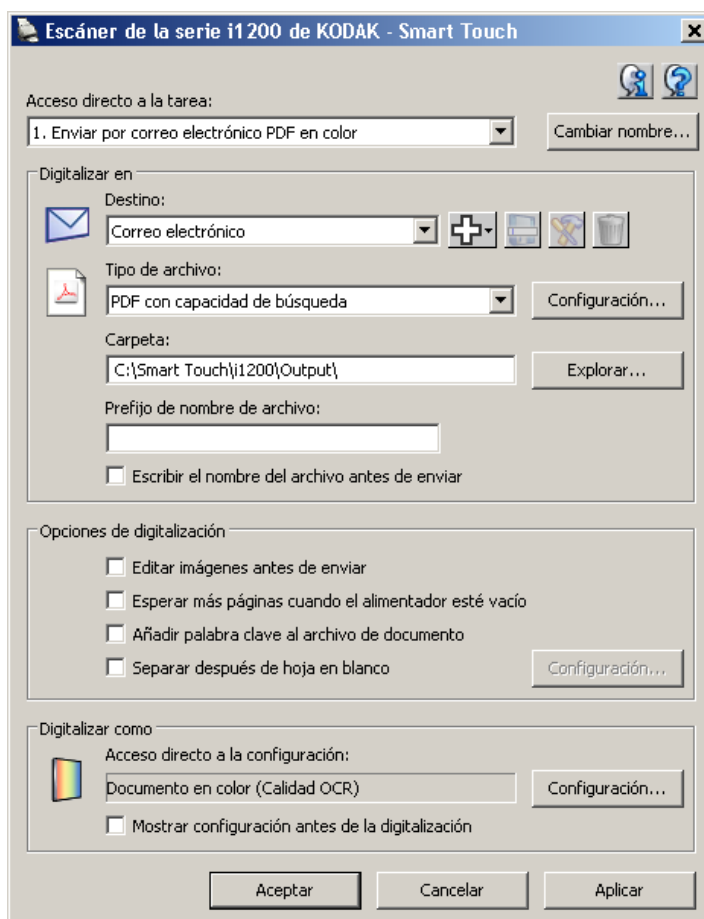 Escáner de la serie i1200 de KODAK - Smart Touch
Acceso directo a la tarea:
1. Enviar por correo electrónico PDF en color
Cambiar nombre...
Digitalizar en
Destino:
Correo electrónico
Tipo de archivo:
PDF con capacidad de búsqueda
Configuración...
Carpeta:
C:\Smart Touch\i1200\Output\
Explorar...
Prefijo de nombre de archivo:
Escribir el nombre del archivo antes de enviar
Opciones de digitalización
Editar imágenes antes de enviar
Esperar más páginas cuando el alimentador esté vacío
Añadir palabra clave al archivo de documento
Separar después de hoja en blanco
Configuración...
Digitalizar como
Acceso directo a la configuración:
Documento en color (Calidad OCR)
Configuración...
Mostrar configuración antes de la digitalización
Aceptar
Cancelar
Aplicar